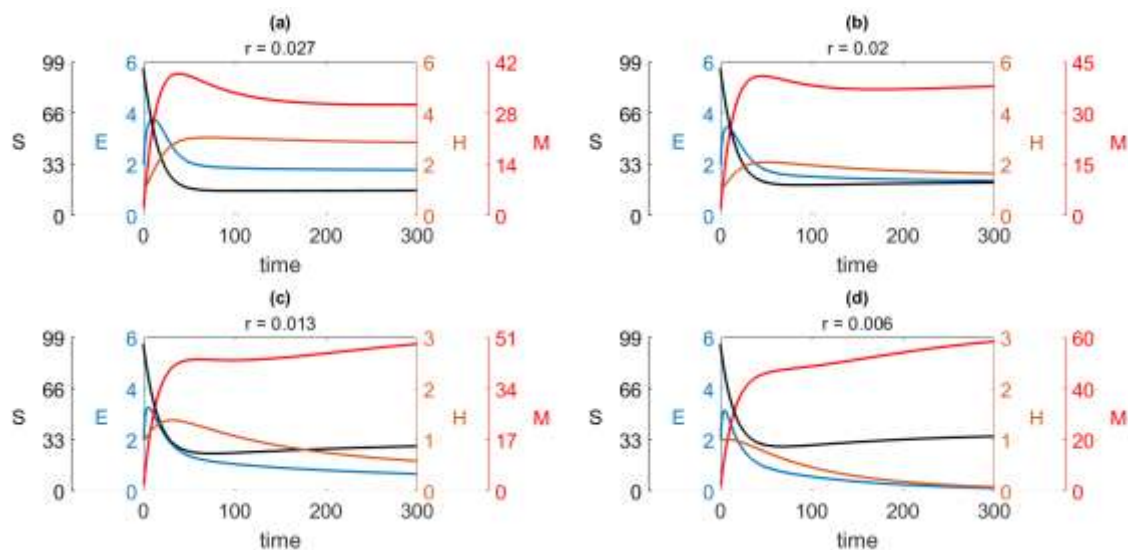 (a)
r = 0.027
99 6 6 42
66 4 4 28
S E H M
33 2 2 14
0 0 0 0
0 100 200 300
time
(b)
r = 0.02
99 6 6 45
66 4 4 30
S E H M
33 2 2 15
0 0 0 0
0 100 200 300
time
(c)
r = 0.013
99 6 3 51
66 4 2 34
S E H M
33 2 1 17
0 0 0 0
0 100 200 300
time
(d)
r = 0.006
99 6 3 60
66 4 2 40
S E H M
33 2 1 20
0 0 0 0
0 100 200 300
time